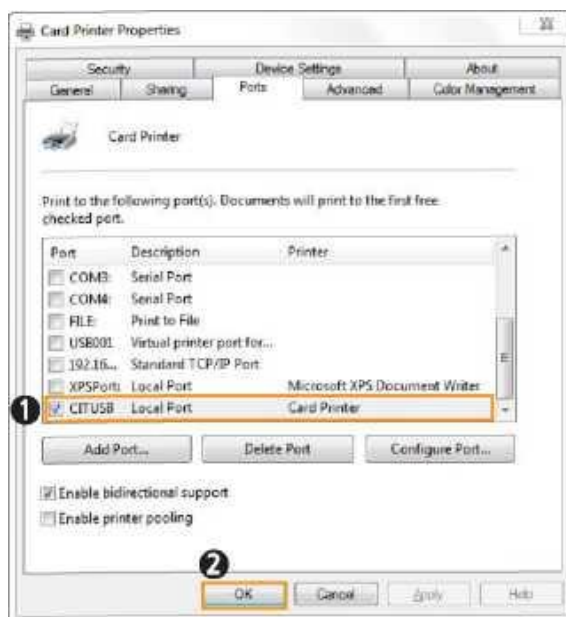 Card Printer Properties
Security Device Settings About
General Sharing Ports Advanced Color Management
Card Printer
Print to the following port(s). Documents will print to the first free
checked port.
Port Description Printer
COM3: Serial Port
COM4: Serial Port
FILE: Print to File
USB001 Virtual printer port for...
192.16... Standard TCP/IP Port
XPSPort: Local Port Microsoft XPS Document Writer
1 CITUSB Local Port Card Printer
Add Port... Delete Port Configure Port...
Enable bidirectional support
Enable printer pooling
2
OK Cancel Apply Help